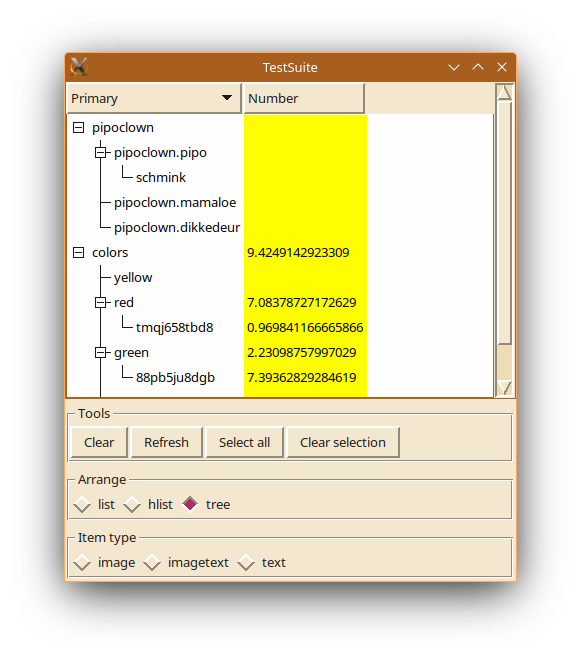 TestSuite
Primary Number
pipoclown
pipoclown.pipo
schmink
pipoclown.mamaloe
pipoclown.dikkedeur
colors 9.4249142923309
yellow
red 7.08378727172629
tmqj658tbd8 0.969841166665866
green 2.23098757997029
88pb5ju8dgb 7.39362829284619
Tools
Clear Refresh Select all Clear selection
Arrange
list hlist tree
Item type
image imagetext text